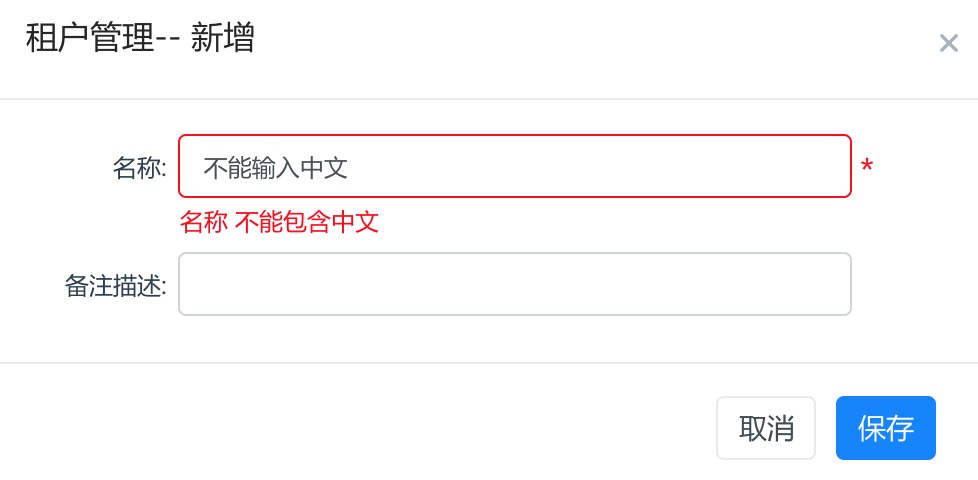 租户管理-- 新增
×
名称: 不能输入中文 *
名称 不能包含中文
备注描述:
取消 保存